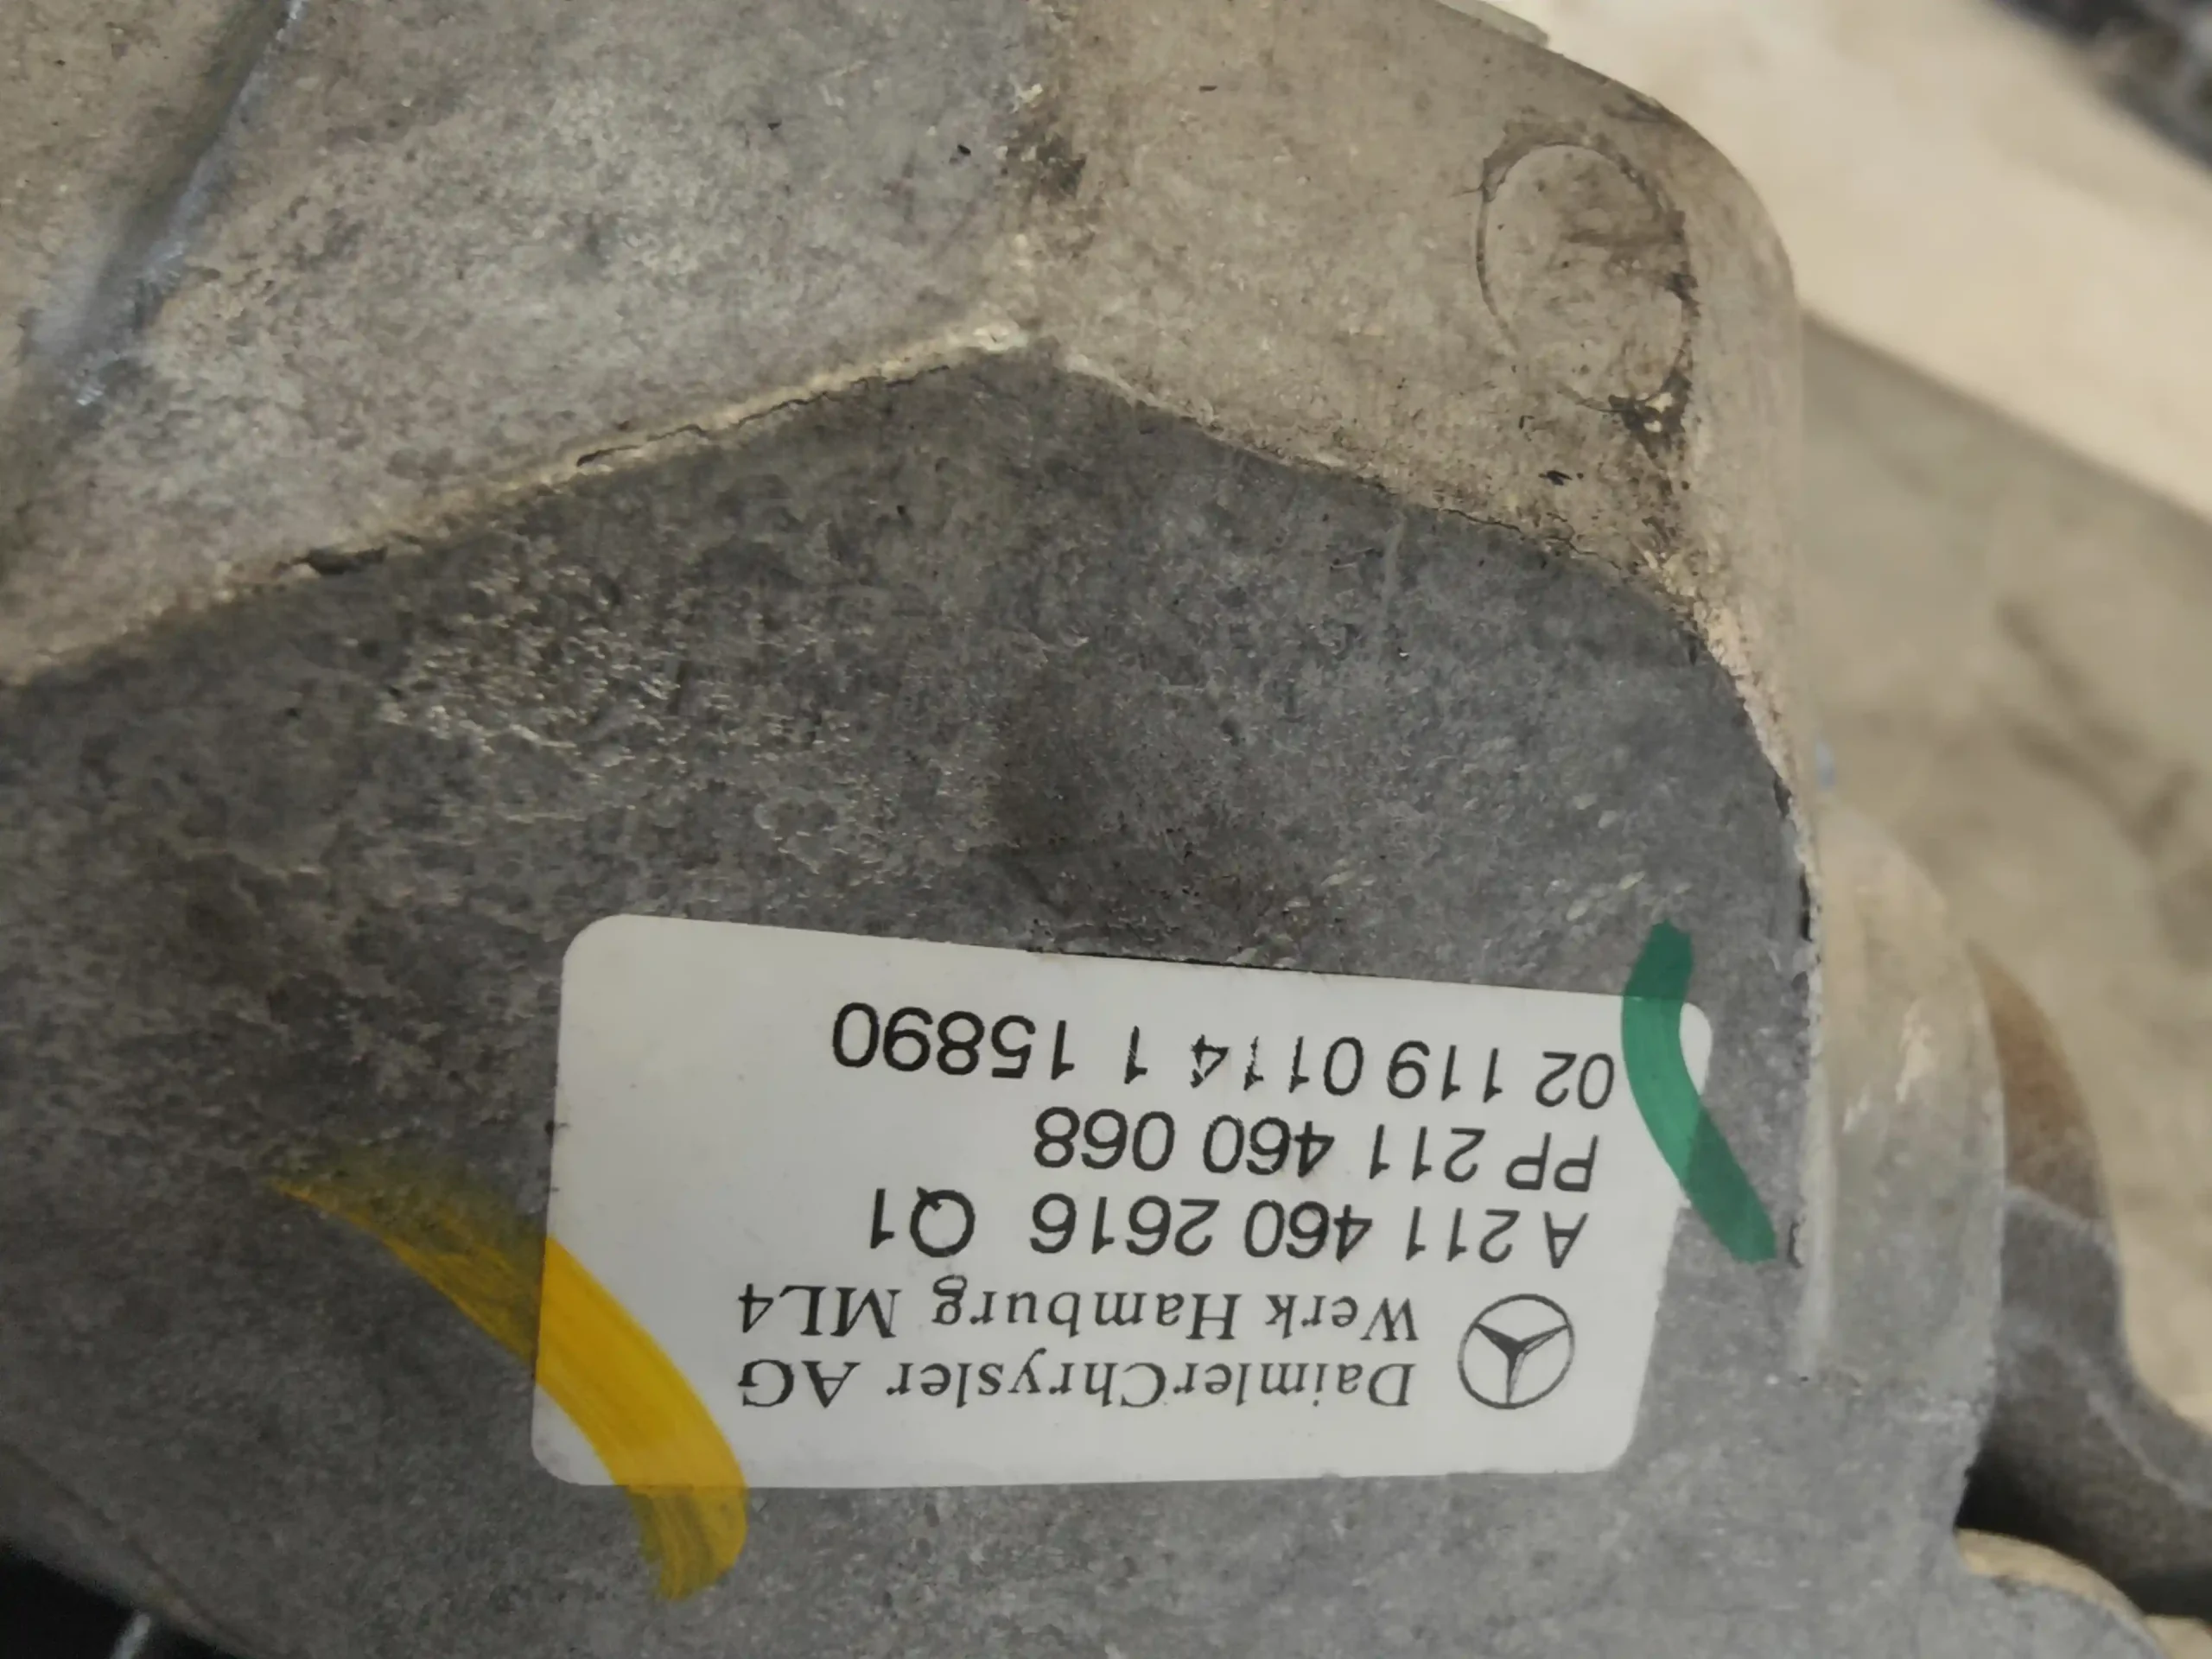 DaimlerChrysler AG
Werk Hamburg ML4
A 211 460 2616 Q1
PP 211 460 068
02 119 0114 1 15890